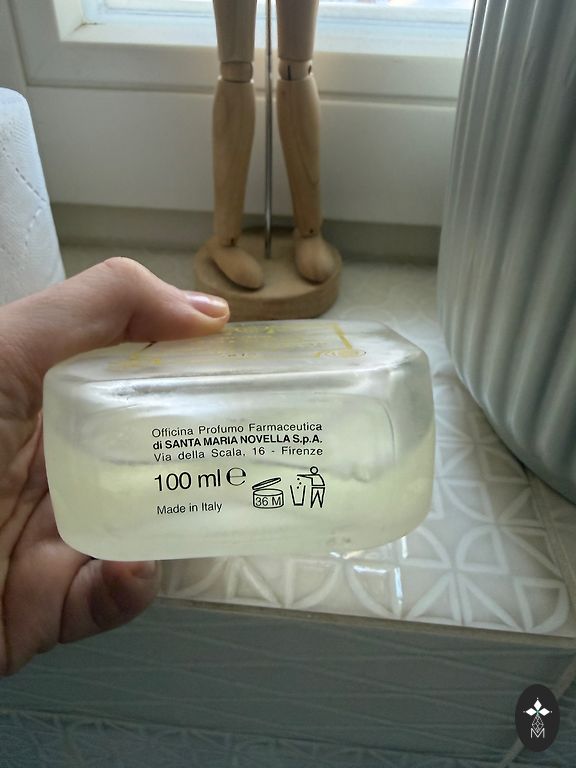 Officina Profumo Farmaceutica
di SANTA MARIA NOVELLA S.p.A.
Via della Scala, 16 - Firenze
100 ml ℮
36 M
Made in Italy
M